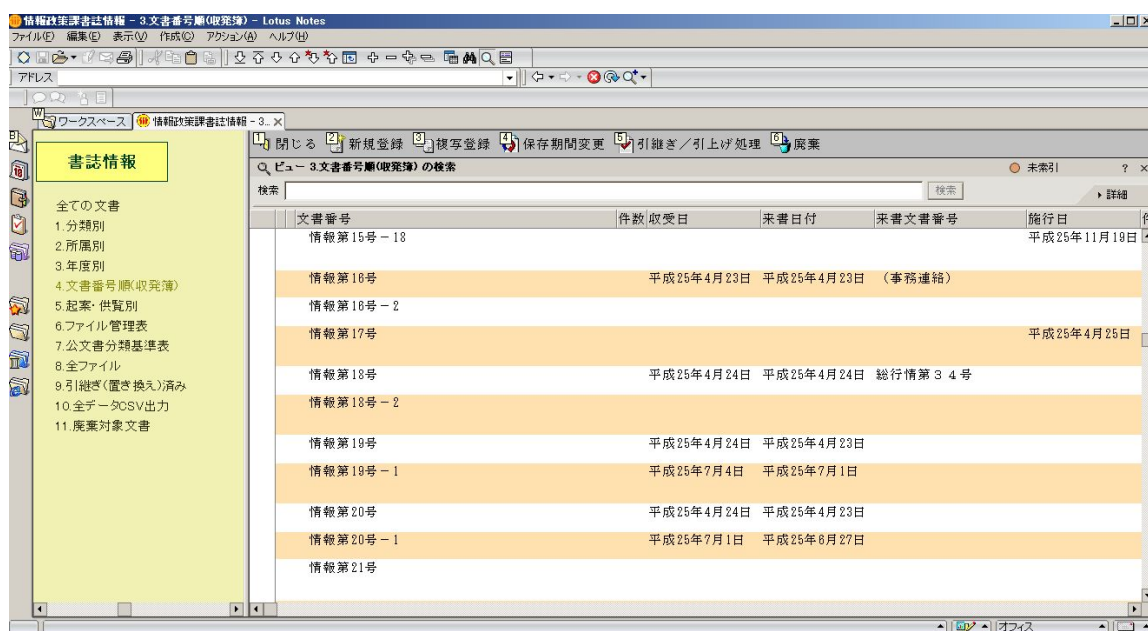 情報政策課書誌情報 - 3.文書番号順(収発簿) - Lotus Notes
ファイル(F) 編集(E) 表示(V) 作成(C) アクション(A) ヘルプ(H)
アドレス
ワークスペース 情報政策課書誌情報 - 3...
1 閉じる 2 新規登録 3 複写登録 4 保存期間変更 5 引継ぎ/引上げ処理 6 廃棄
書誌情報
ビュー 3.文書番号順(収発簿) の検索 未索引 ? ×
検索 検索 詳細
全ての文書
1.分類別
2.所属別
3.年度別
4.文書番号順(収発簿)
5.起案・供覧別
6.ファイル管理表
7.公文書分類基準表
8.全ファイル
9.引継ぎ(置き換え)済み
10.全データCSV出力
11.廃棄対象文書
文書番号 件数 収受日 来書日付 来書文書番号 施行日
情報第15号-18 平成25年11月19日
情報第16号 平成25年4月23日 平成25年4月23日 (事務連絡)
情報第16号-2
情報第17号 平成25年4月25日
情報第18号 平成25年4月24日 平成25年4月24日 総行情第34号
情報第18号-2
情報第19号 平成25年4月24日 平成25年4月23日
情報第19号-1 平成25年7月4日 平成25年7月1日
情報第20号 平成25年4月24日 平成25年4月23日
情報第20号-1 平成25年7月1日 平成25年6月27日
情報第21号
オフィス